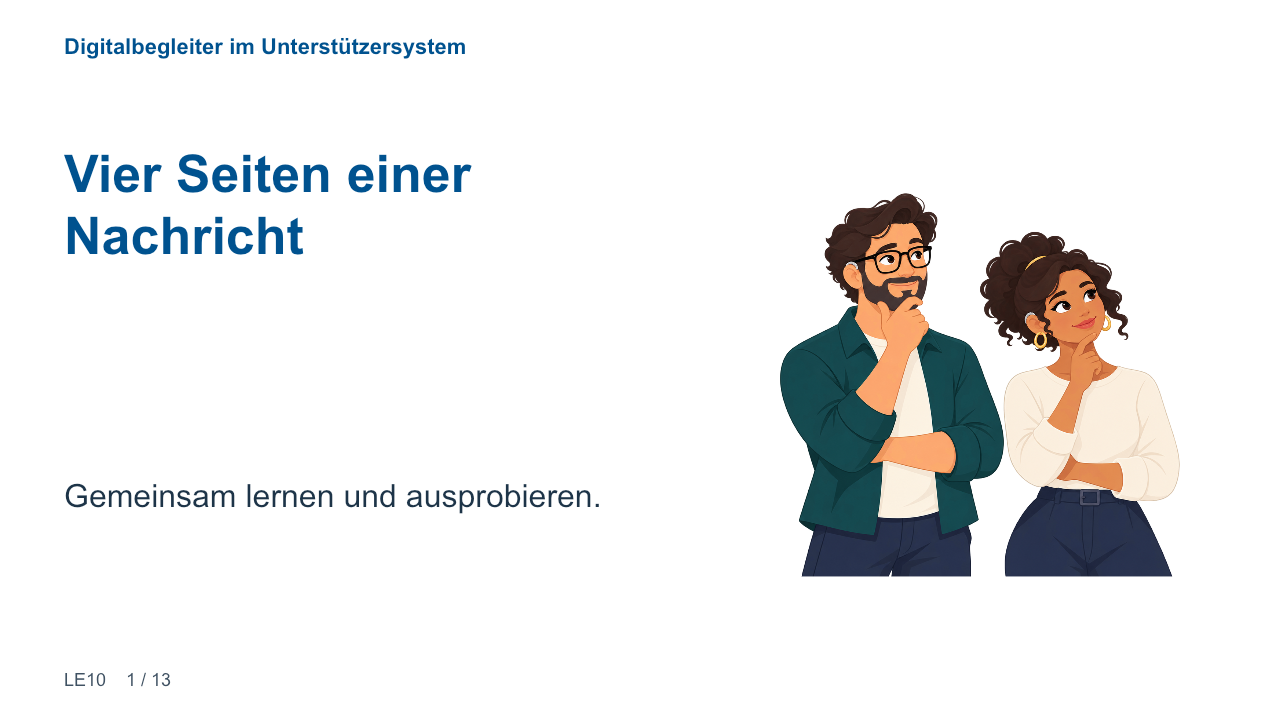 Digitalbegleiter im Unterstützersystem
Vier Seiten einer
Nachricht
Gemeinsam lernen und ausprobieren.
LE10 1 / 13